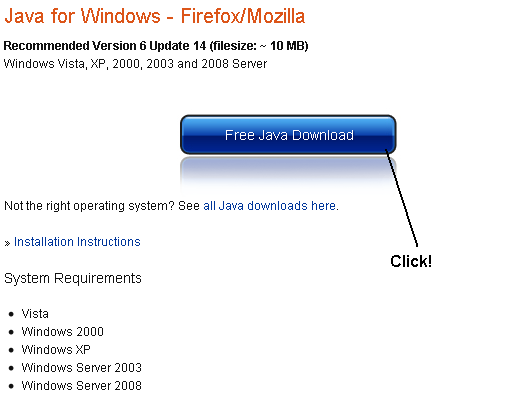 Java for Windows - Firefox/Mozilla
Recommended Version 6 Update 14 (filesize: ~ 10 MB)
Windows Vista, XP, 2000, 2003 and 2008 Server
Free Java Download
Not the right operating system? See all Java downloads here.
» Installation Instructions
Click!
System Requirements
• Vista
• Windows 2000
• Windows XP
• Windows Server 2003
• Windows Server 2008